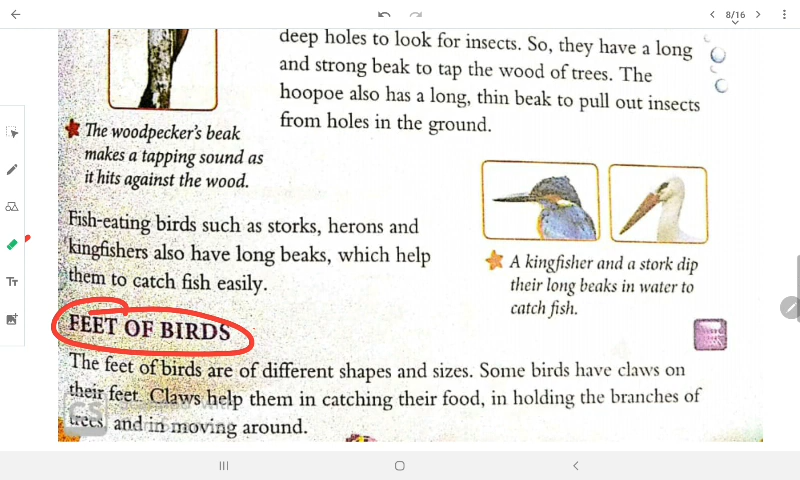 8/16
deep holes to look for insects. So, they have a long
and strong beak to tap the wood of trees. The
hoopoe also has a long, thin beak to pull out insects
from holes in the ground.
The woodpecker's beak
makes a tapping sound as
it hits against the wood.
Fish-eating birds such as storks, herons and
kingfishers also have long beaks, which help
them to catch fish easily.
A kingfisher and a stork dip
their long beaks in water to
catch fish.
FEET OF BIRDS
The feet of birds are of different shapes and sizes. Some birds have claws on
their feet. Claws help them in catching their food, in holding the branches of
trees, and in moving around.
CS
Tт